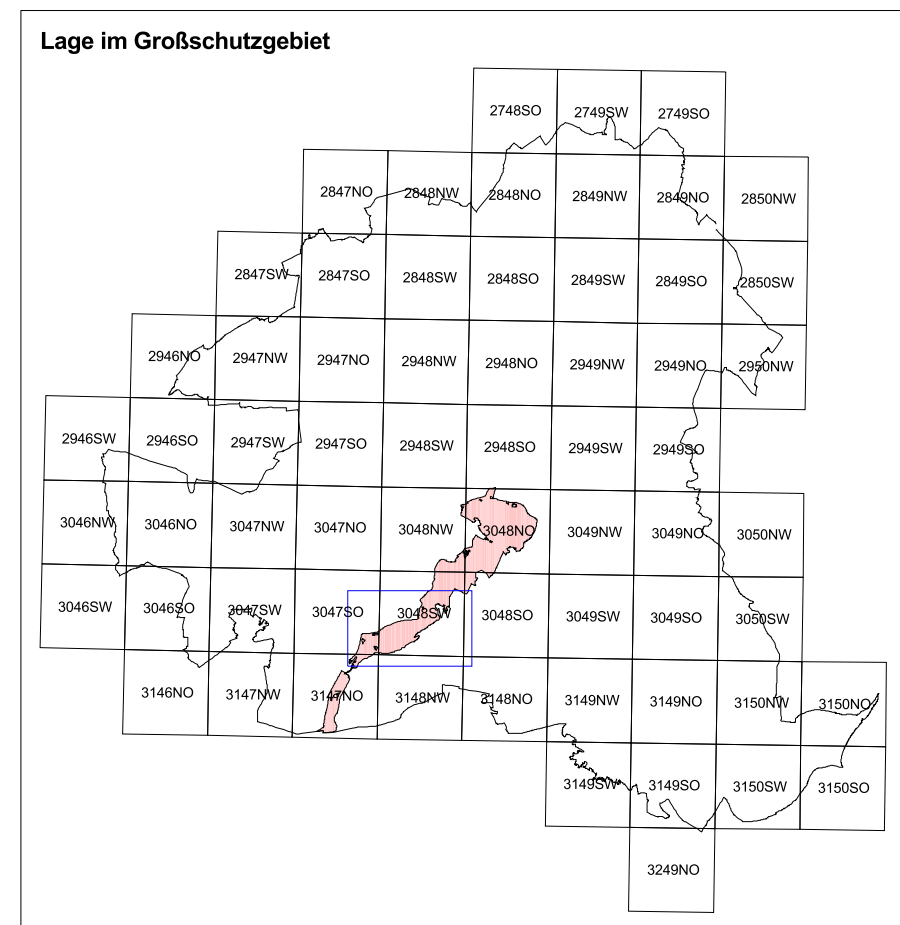 Lage im Großschutzgebiet
2748SO 2749SW 2749SO
2847NO 2848NW 2848NO 2849NW 2849NO 2850NW
2847SW 2847SO 2848SW 2848SO 2849SW 2849SO 2850SW
2946NO 2947NW 2947NO 2948NW 2948NO 2949NW 2949NO 2950NW
2946SW 2946SO 2947SW 2947SO 2948SW 2948SO 2949SW 2949SO
3046NW 3046NO 3047NW 3047NO 3048NW 3048NO 3049NW 3049NO 3050NW
3046SW 3046SO 3047SW 3047SO 3048SW 3048SO 3049SW 3049SO 3050SW
3146NO 3147NW 3147NO 3148NW 3148NO 3149NW 3149NO 3150NW 3150NO
3149SW 3149SO 3150SW 3150SO
3249NO